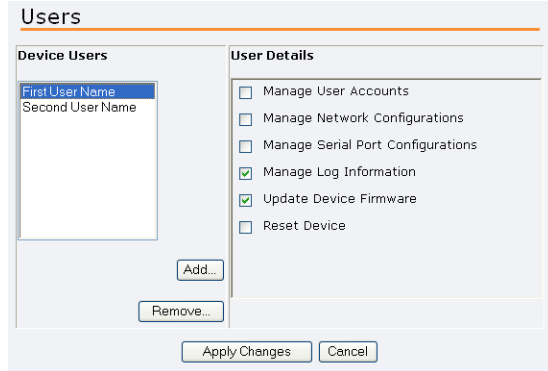 Users
Device Users
First User Name
Second User Name
Add...
Remove...
User Details
Manage User Accounts
Manage Network Configurations
Manage Serial Port Configurations
Manage Log Information
Update Device Firmware
Reset Device
Apply Changes
Cancel